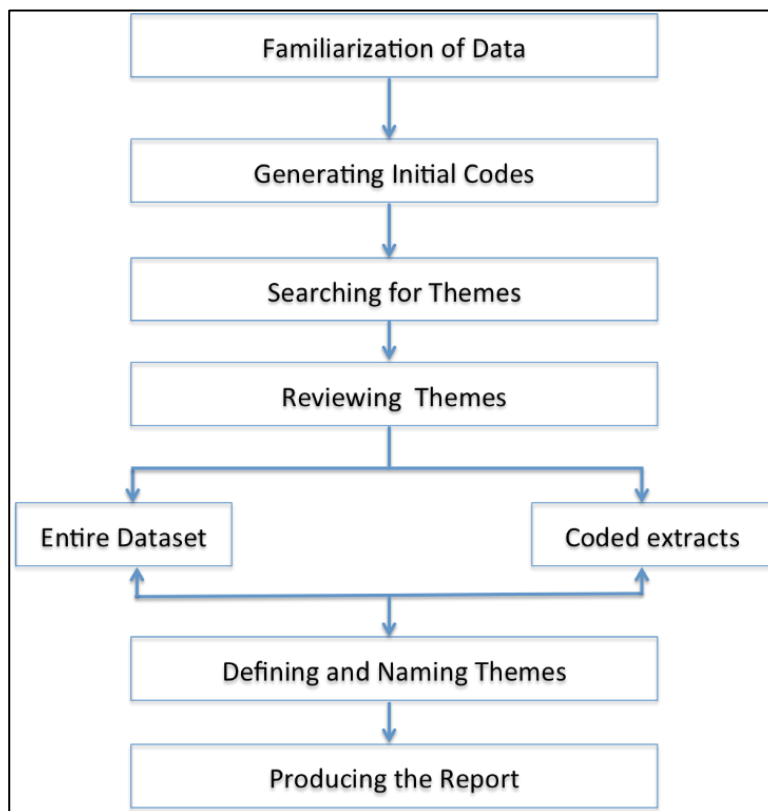 Familiarization of Data
Generating Initial Codes
Searching for Themes
Reviewing  Themes
Entire Dataset
Coded extracts
Defining and Naming Themes
Producing the Report